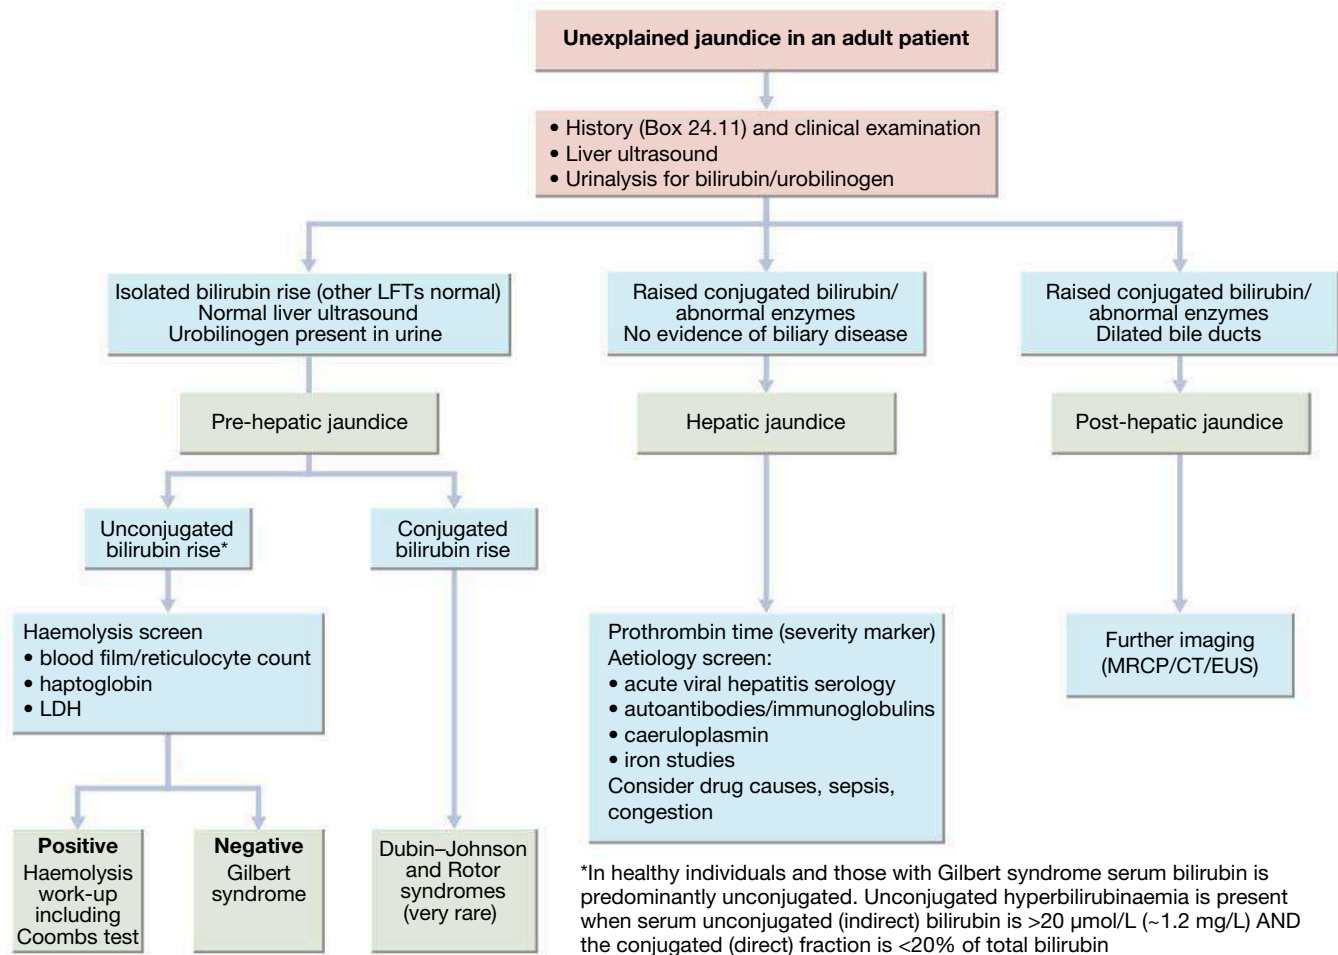 Unexplained jaundice in an adult patient
• History (Box 24.11) and clinical examination
• Liver ultrasound
• Urinalysis for bilirubin/urobilinogen
Isolated bilirubin rise (other LFTs normal)
Normal liver ultrasound
Urobilinogen present in urine
Raised conjugated bilirubin/
abnormal enzymes
No evidence of biliary disease
Raised conjugated bilirubin/
abnormal enzymes
Dilated bile ducts
Pre-hepatic jaundice
Hepatic jaundice
Post-hepatic jaundice
Unconjugated
bilirubin rise*
Conjugated
bilirubin rise
Haemolysis screen
• blood film/reticulocyte count
• haptoglobin
• LDH
Prothrombin time (severity marker)
Aetiology screen:
• acute viral hepatitis serology
• autoantibodies/immunoglobulins
• caeruloplasmin
• iron studies
Consider drug causes, sepsis,
congestion
Further imaging
(MRCP/CT/EUS)
Positive
Haemolysis
work-up
including
Coombs test
Negative
Gilbert
syndrome
Dubin–Johnson
and Rotor
syndromes
(very rare)
*In healthy individuals and those with Gilbert syndrome serum bilirubin is
predominantly unconjugated. Unconjugated hyperbilirubinaemia is present
when serum unconjugated (indirect) bilirubin is >20 μmol/L (~1.2 mg/L) AND
the conjugated (direct) fraction is <20% of total bilirubin